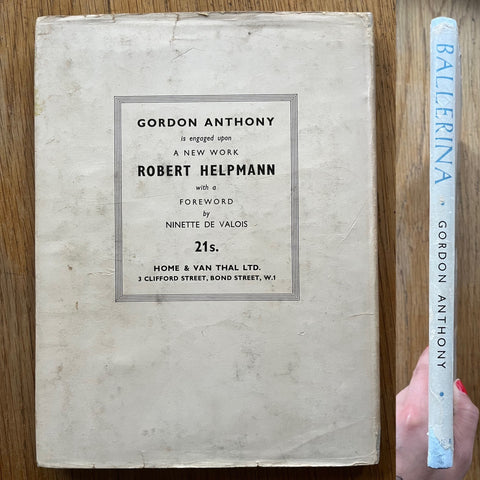 GORDON ANTHONY
is engaged upon
A NEW WORK
ROBERT HELPMANN
with a
FOREWORD
by
NINETTE DE VALOIS
21s.
HOME & VAN THAL LTD.
3 CLIFFORD STREET, BOND STREET, W.1
BALLERINA • GORDON ANTHONY •